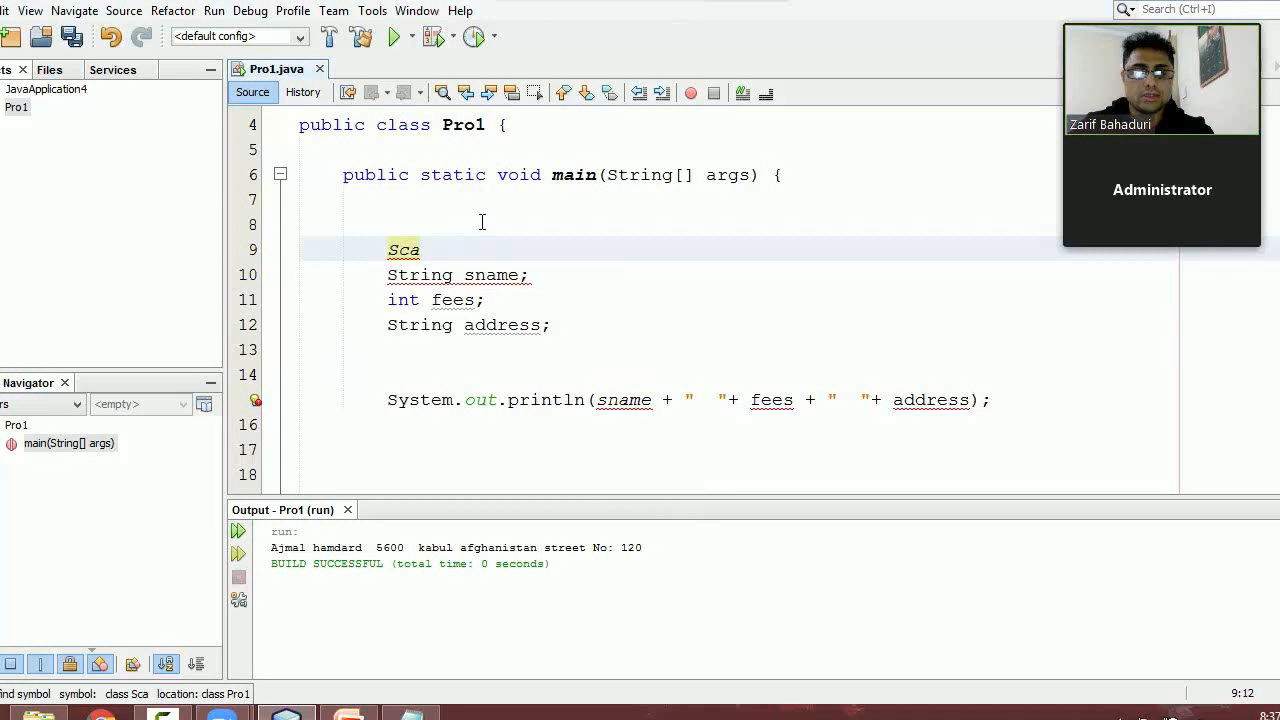 it View Navigate Source Refactor Run Debug Profile Team Tools Window Help
Search (Ctrl+I)
<default config>
ts Files Services
Pro1.java
JavaApplication4
Source History
Pro1
Zarif Bahaduri
Administrator
4 public class Pro1 {
5
6 public static void main(String[] args) {
7
8
9 Sca
10 String sname;
11 int fees;
12 String address;
13
14
System.out.println(sname + "  "+ fees + "  "+ address);
16
17
18
Navigator
rs <empty>
Pro1
main(String[] args)
Output - Pro1 (run)
run:
Ajmal hamdard  5600  kabul afghanistan street No: 120
BUILD SUCCESSFUL (total time: 0 seconds)
find symbol symbol: class Sca location: class Pro1
9:12
8:37